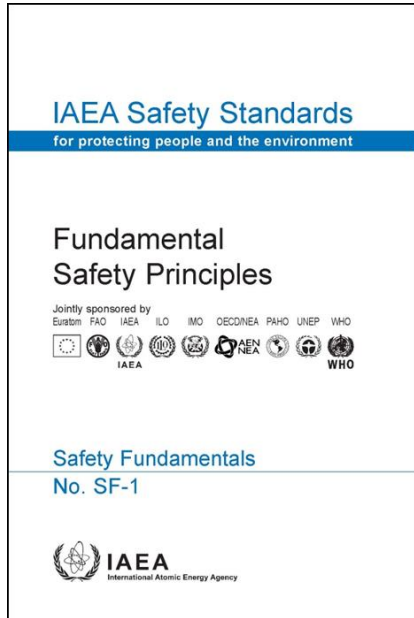 IAEA Safety Standards
for protecting people and the environment
Fundamental
Safety Principles
Jointly sponsored by
Euratom FAO IAEA ILO IMO OECD/NEA PAHO UNEP WHO
AEN
NEA
IAEA
WHO
Safety Fundamentals
No. SF-1
IAEA
International Atomic Energy Agency